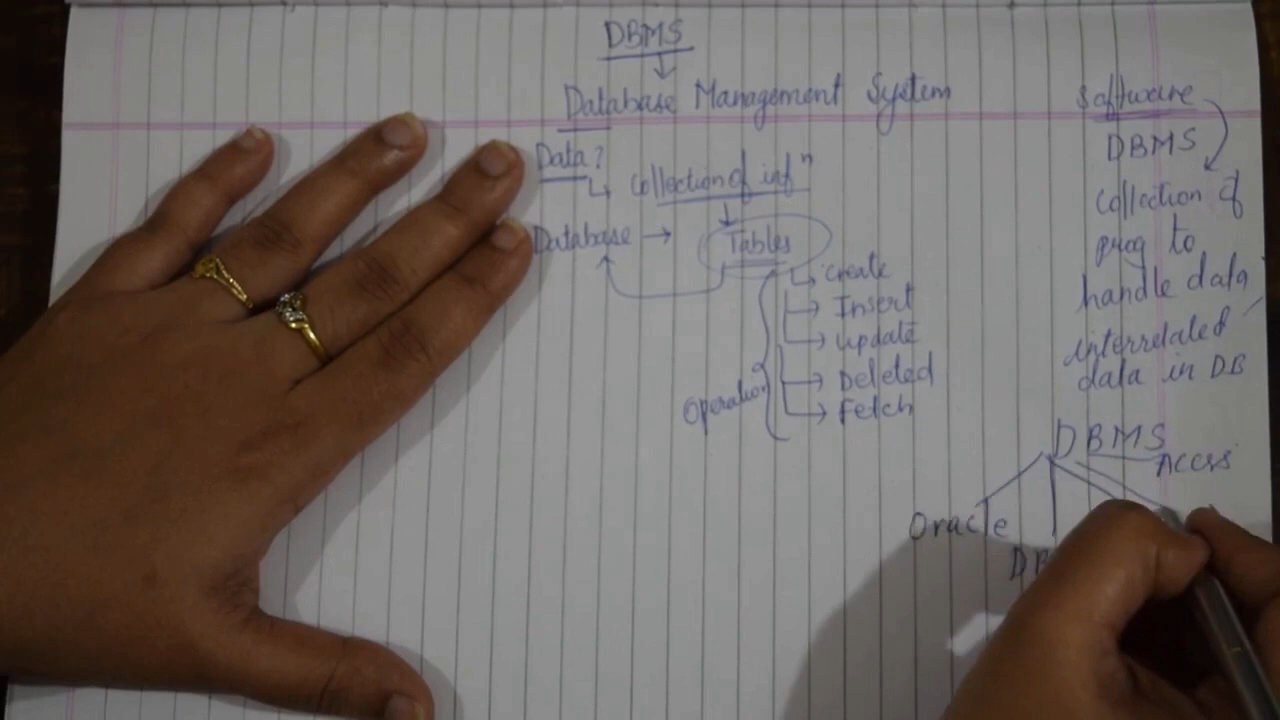 DBMS
Database Management System
Data?
Collection of infⁿ
Database → Tables
create
Insert
update
Deleted
Fetch
Operation
Software
DBMS
collection of
prog to
handle data
interrelated
data in DB
DBMS
Access
Oracle